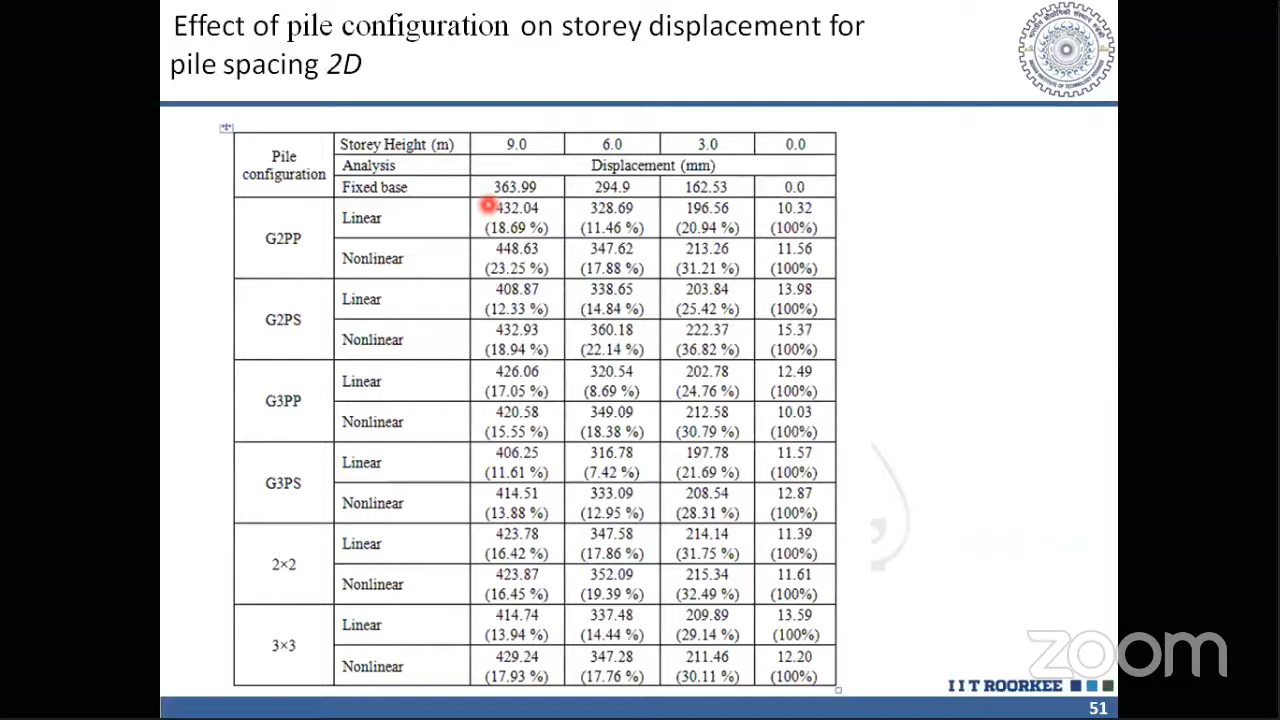 Effect of pile configuration on storey displacement for
pile spacing 2D
Pile configuration Storey Height (m) 9.0 6.0 3.0 0.0
Analysis Displacement (mm)
Fixed base 363.99 294.9 162.53 0.0
G2PP Linear 432.04 328.69 196.56 10.32
(18.69 %) (11.46 %) (20.94 %) (100%)
Nonlinear 448.63 347.62 213.26 11.56
(23.25 %) (17.88 %) (31.21 %) (100%)
G2PS Linear 408.87 338.65 203.84 13.98
(12.33 %) (14.84 %) (25.42 %) (100%)
Nonlinear 432.93 360.18 222.37 15.37
(18.94 %) (22.14 %) (36.82 %) (100%)
G3PP Linear 426.06 320.54 202.78 12.49
(17.05 %) (8.69 %) (24.76 %) (100%)
Nonlinear 420.58 349.09 212.58 10.03
(15.55 %) (18.38 %) (30.79 %) (100%)
G3PS Linear 406.25 316.78 197.78 11.57
(11.61 %) (7.42 %) (21.69 %) (100%)
Nonlinear 414.51 333.09 208.54 12.87
(13.88 %) (12.95 %) (28.31 %) (100%)
2×2 Linear 423.78 347.58 214.14 11.39
(16.42 %) (17.86 %) (31.75 %) (100%)
Nonlinear 423.87 352.09 215.34 11.61
(16.45 %) (19.39 %) (32.49 %) (100%)
3×3 Linear 414.74 337.48 209.89 13.59
(13.94 %) (14.44 %) (29.14 %) (100%)
Nonlinear 429.24 347.28 211.46 12.20
(17.93 %) (17.76 %) (30.11 %) (100%)
zoom
I I T ROORKEE
51